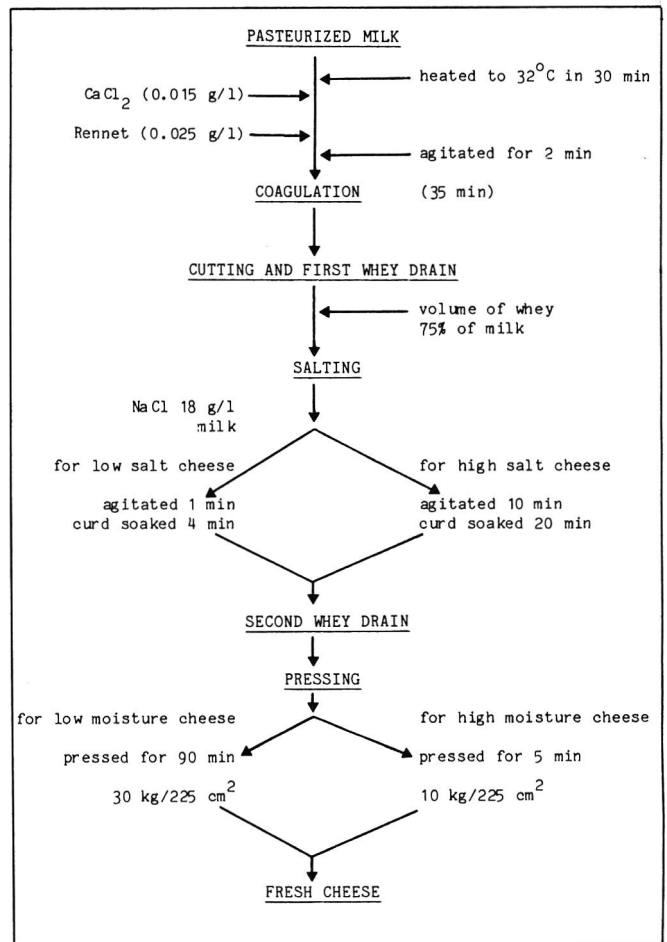 PASTEURIZED MILK
heated to 32°C in 30 min
CaCl2 (0.015 g/l)
Rennet (0.025 g/l)
agitated for 2 min
COAGULATION
(35 min)
CUTTING AND FIRST WHEY DRAIN
volume of whey
75% of milk
SALTING
NaCl 18 g/l
milk
for low salt cheese
for high salt cheese
agitated 1 min
curd soaked 4 min
agitated 10 min
curd soaked 20 min
SECOND WHEY DRAIN
PRESSING
for low moisture cheese
for high moisture cheese
pressed for 90 min
pressed for 5 min
30 kg/225 cm2
10 kg/225 cm2
FRESH CHEESE